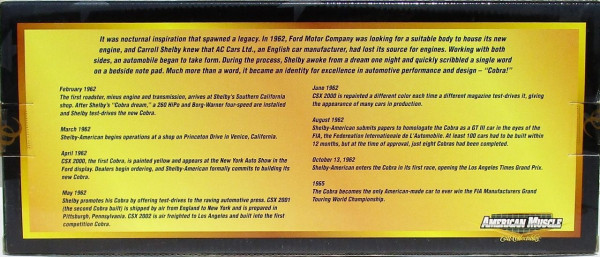 It was nocturnal inspiration that spawned a legacy. In 1962, Ford Motor Company was looking for a suitable body to house its new
engine, and Carroll Shelby knew that AC Cars Ltd., an English car manufacturer, had lost its source for engines. Working with both
sides, an automobile began to take form. During the process, Shelby awoke from a dream one night and quickly scribbled a single word
on a bedside note pad. Much more than a word, it became an identity for excellence in automotive performance and design – "Cobra!"
February 1962
The first roadster, minus engine and transmission, arrives at Shelby's Southern California
shop. After Shelby's "Cobra dream," a 260 HiPo and Borg-Warner four-speed are installed
and Shelby test-drives the new Cobra.
March 1962
Shelby-American begins operations at a shop on Princeton Drive in Venice, California.
April 1962
CSX 2000, the first Cobra, is painted yellow and appears at the New York Auto Show in the
Ford display. Dealers begin ordering, and Shelby-American formally commits to building its
new Cobra.
May 1962
Shelby promotes his Cobra by offering test-drives to the raving automotive press. CSX 2001
(the second Cobra built) is shipped by air from England to New York and is prepared in
Pittsburgh, Pennsylvania. CSX 2002 is air freighted to Los Angeles and built into the first
competition Cobra.
June 1962
CSX 2000 is repainted a different color each time a different magazine test-drives it, giving
the appearance of many cars in production.
August 1962
Shelby-American submits papers to homologate the Cobra as a GT III car in the eyes of the
FIA, the Federation Internationale de L'Automobile. At least 100 cars had to be built within
12 months, but at the time of approval, just eight Cobras had been completed.
October 13, 1962
Shelby-American enters the Cobra in its first race, opening the Los Angeles Times Grand Prix.
1965
The Cobra becomes the only American-made car to ever win the FIA Manufacturers Grand
Touring World Championship.
AMERICAN MUSCLE